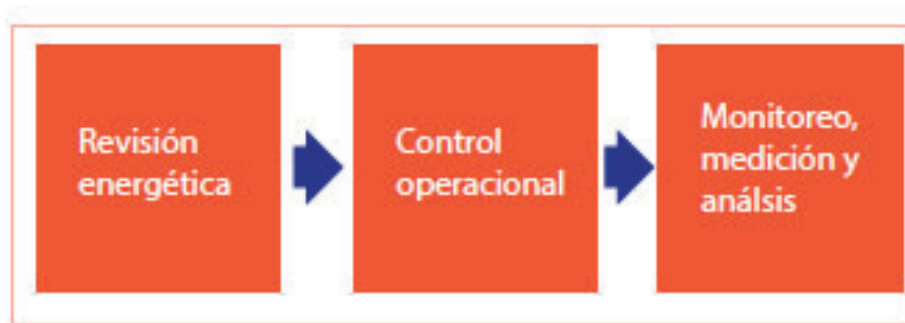 Revisión
energética
Control
operacional
Monitoreo,
medición y
análsis